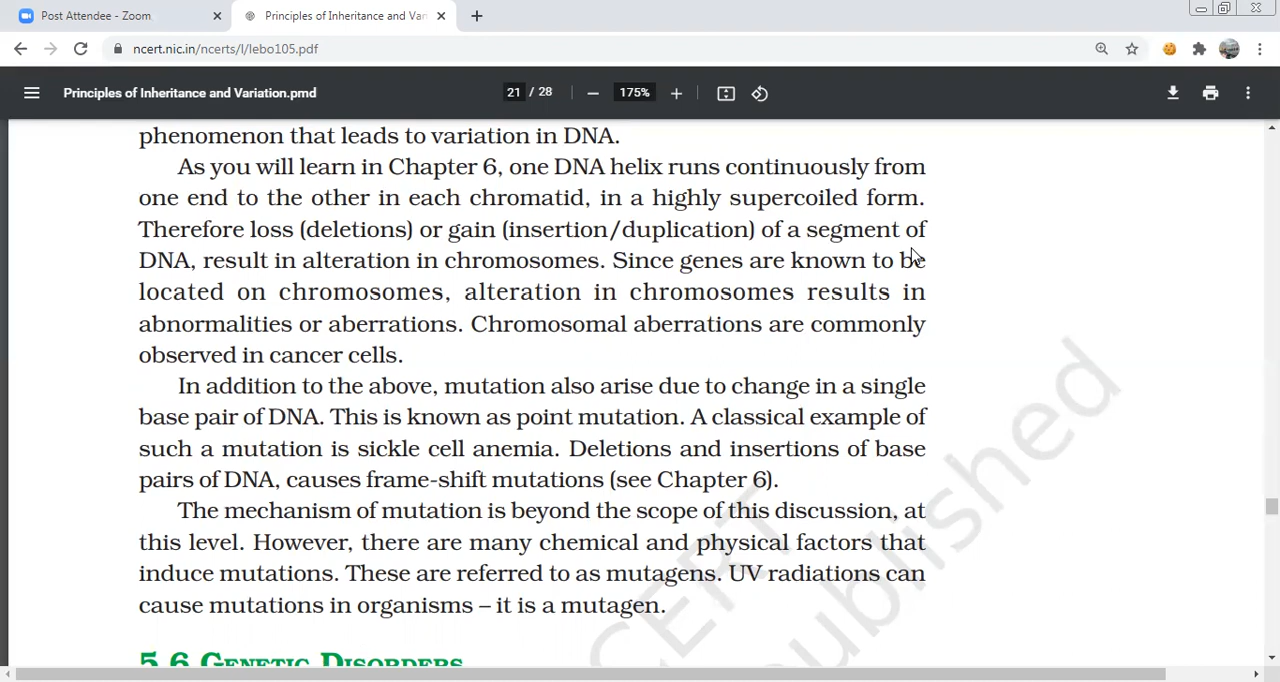 Post Attendee - Zoom
Principles of Inheritance and Var
ncert.nic.in/ncerts/l/lebo105.pdf
Principles of Inheritance and Variation.pmd
21 / 28
175%
phenomenon that leads to variation in DNA.
As you will learn in Chapter 6, one DNA helix runs continuously from
one end to the other in each chromatid, in a highly supercoiled form.
Therefore loss (deletions) or gain (insertion/duplication) of a segment of
DNA, result in alteration in chromosomes. Since genes are known to be
located on chromosomes, alteration in chromosomes results in
abnormalities or aberrations. Chromosomal aberrations are commonly
observed in cancer cells.
In addition to the above, mutation also arise due to change in a single
base pair of DNA. This is known as point mutation. A classical example of
such a mutation is sickle cell anemia. Deletions and insertions of base
pairs of DNA, causes frame-shift mutations (see Chapter 6).
The mechanism of mutation is beyond the scope of this discussion, at
this level. However, there are many chemical and physical factors that
induce mutations. These are referred to as mutagens. UV radiations can
cause mutations in organisms – it is a mutagen.
5.6 GENETIC DISORDERS
CERT
published